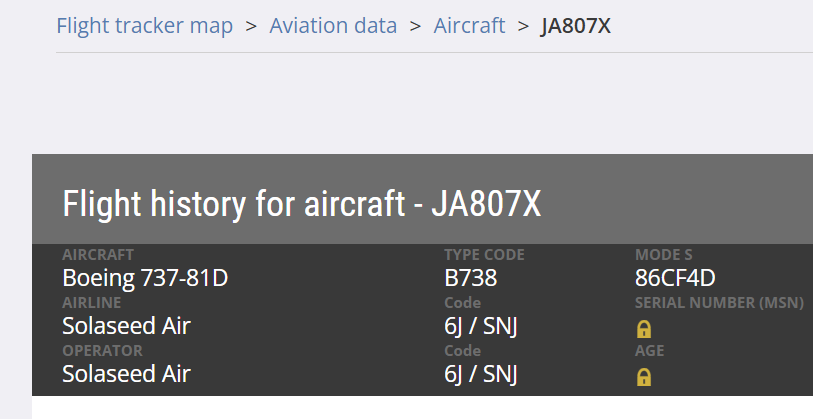 Flight tracker map > Aviation data > Aircraft > JA807X
Flight history for aircraft - JA807X
AIRCRAFT TYPE CODE MODE S
Boeing 737-81D B738 86CF4D
AIRLINE Code SERIAL NUMBER (MSN)
Solaseed Air 6J / SNJ
OPERATOR Code AGE
Solaseed Air 6J / SNJ